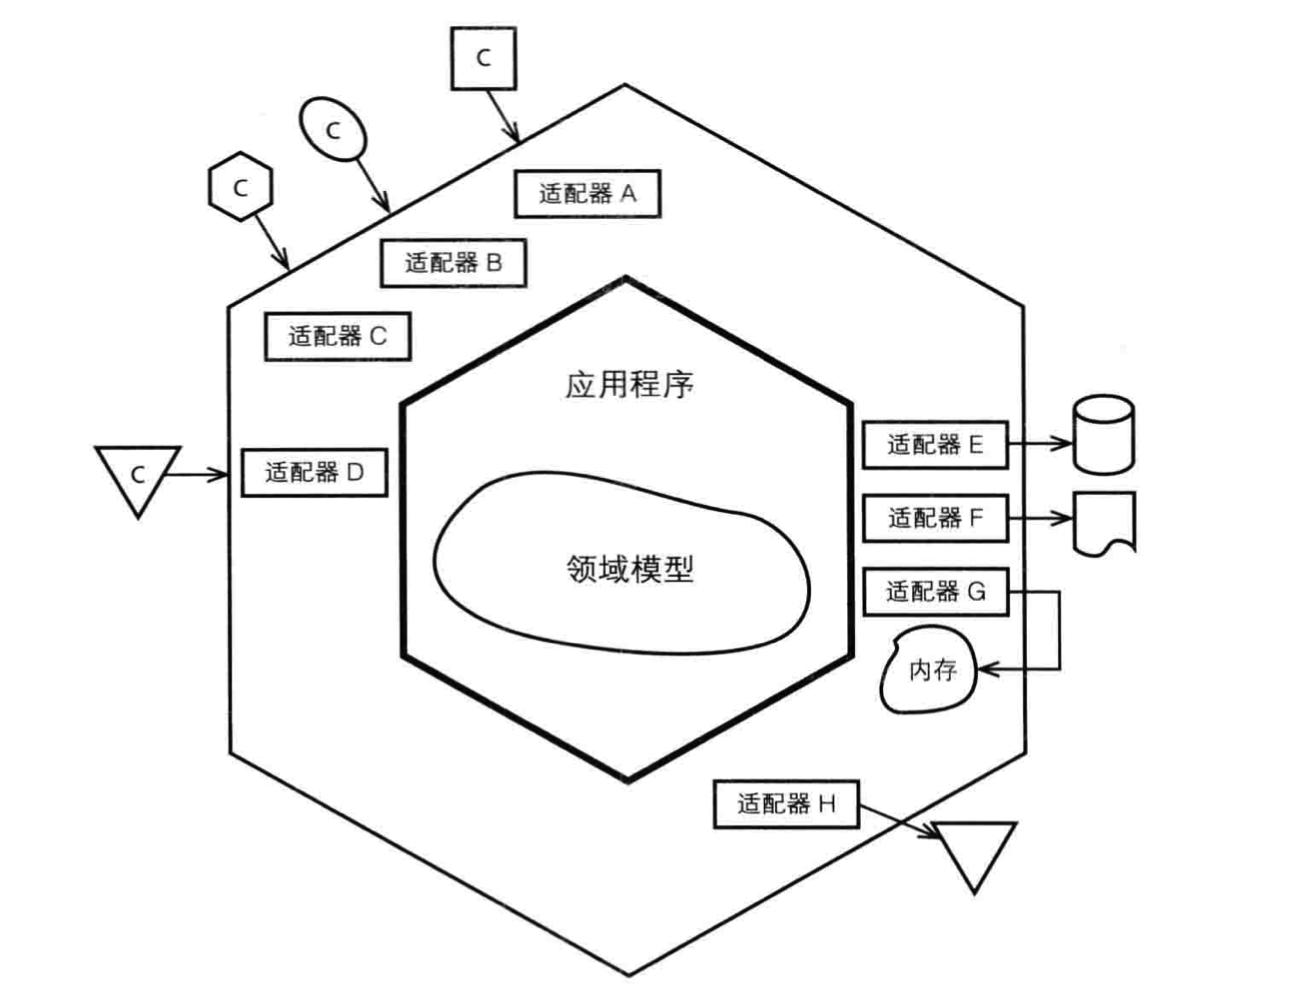 C
C
C
适配器 A
适配器 B
适配器 C
应用程序
C
适配器 D
适配器 E
适配器 F
领域模型
适配器 G
内存
适配器 H